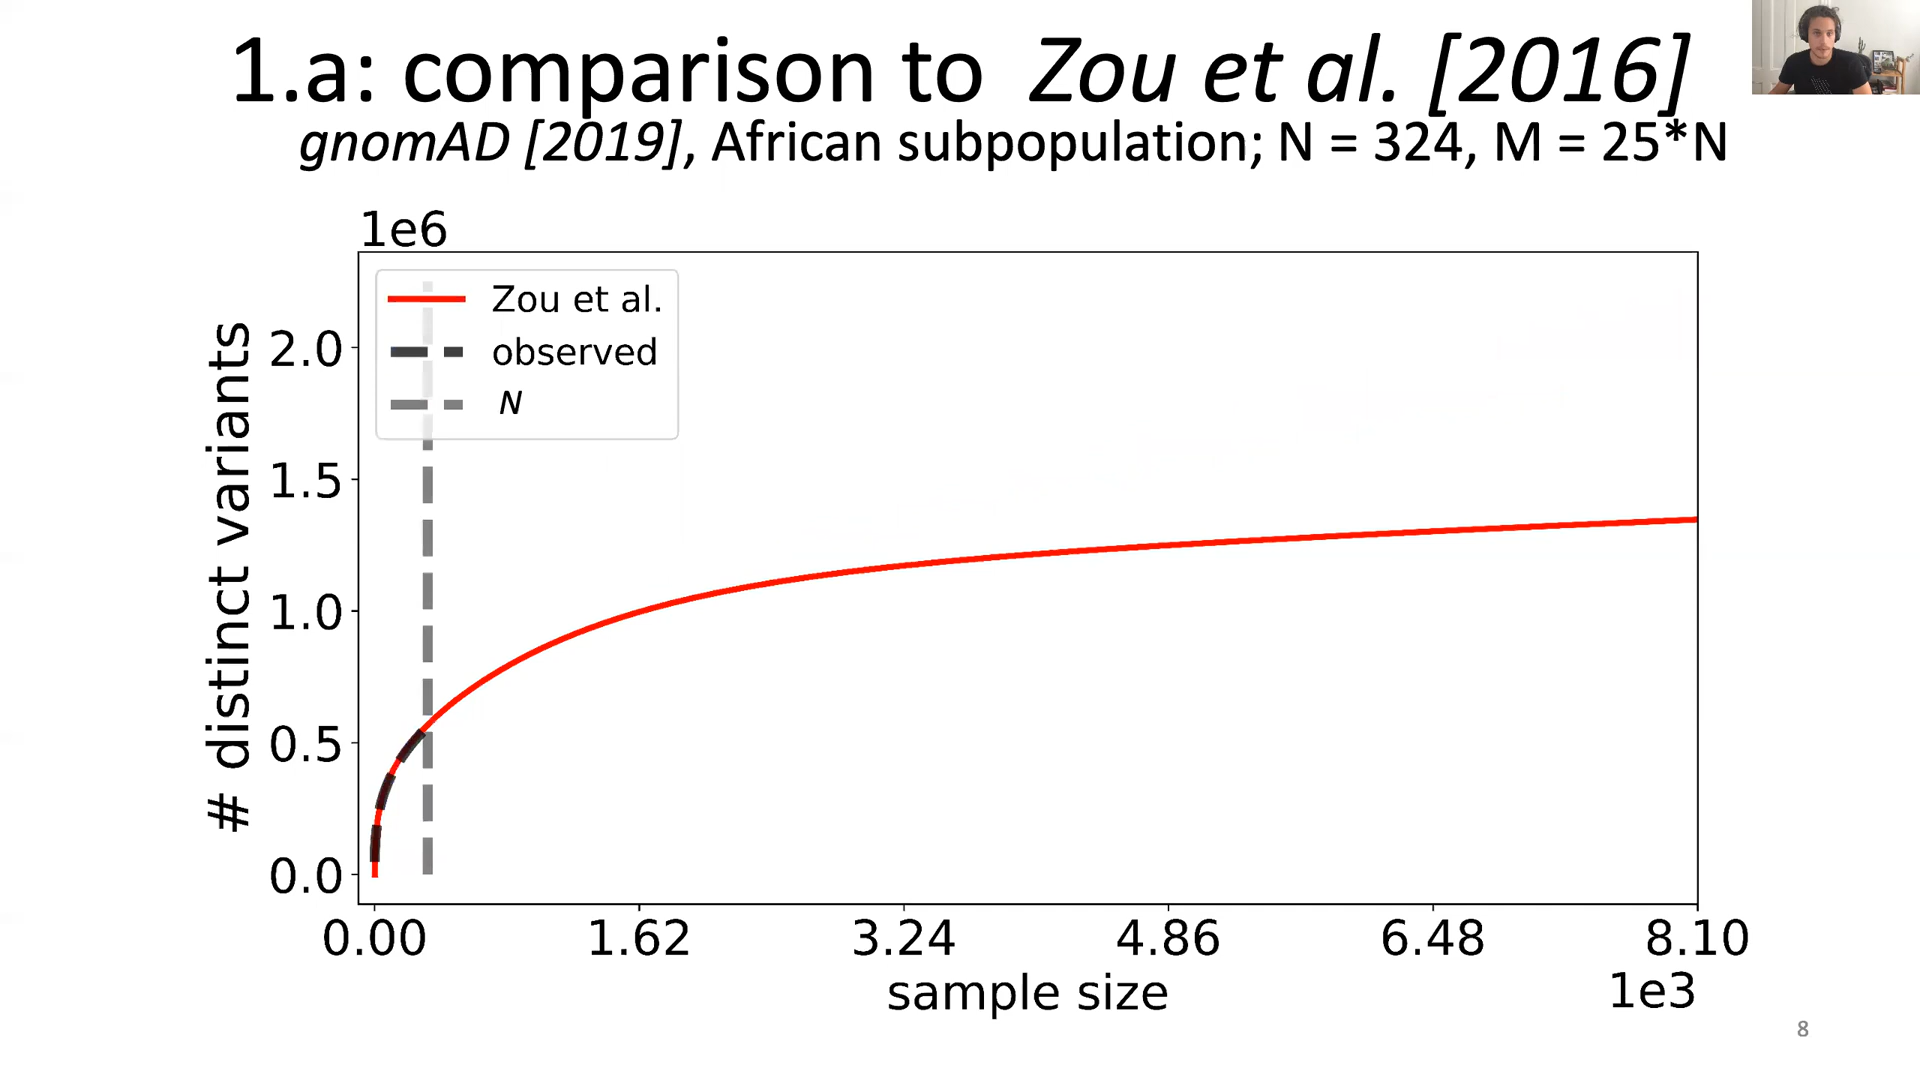 1.a: comparison to Zou et al. [2016]
gnomAD [2019], African subpopulation; N = 324, M = 25*N
1e6
Zou et al.
observed
N
# distinct variants
2.0
1.5
1.0
0.5
0.0
0.00 1.62 3.24 4.86 6.48 8.10
sample size
1e3
8